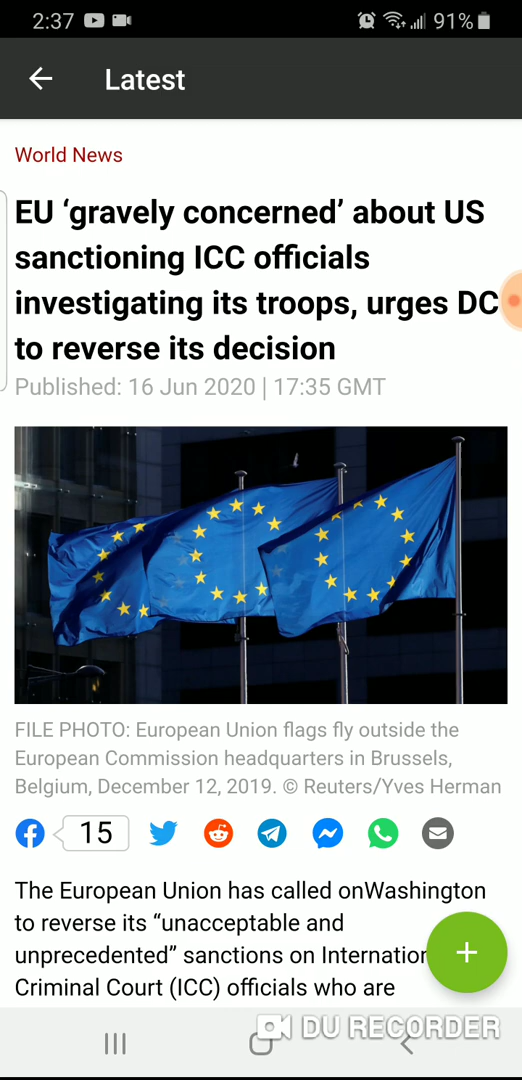 2:37 91%
Latest
World News
EU ‘gravely concerned’ about US
sanctioning ICC officials
investigating its troops, urges DC
to reverse its decision
Published: 16 Jun 2020 | 17:35 GMT
FILE PHOTO: European Union flags fly outside the
European Commission headquarters in Brussels,
Belgium, December 12, 2019. © Reuters/Yves Herman
15
The European Union has called onWashington
to reverse its “unacceptable and
unprecedented” sanctions on
Criminal Court (ICC) officials who are
DU RECORDER